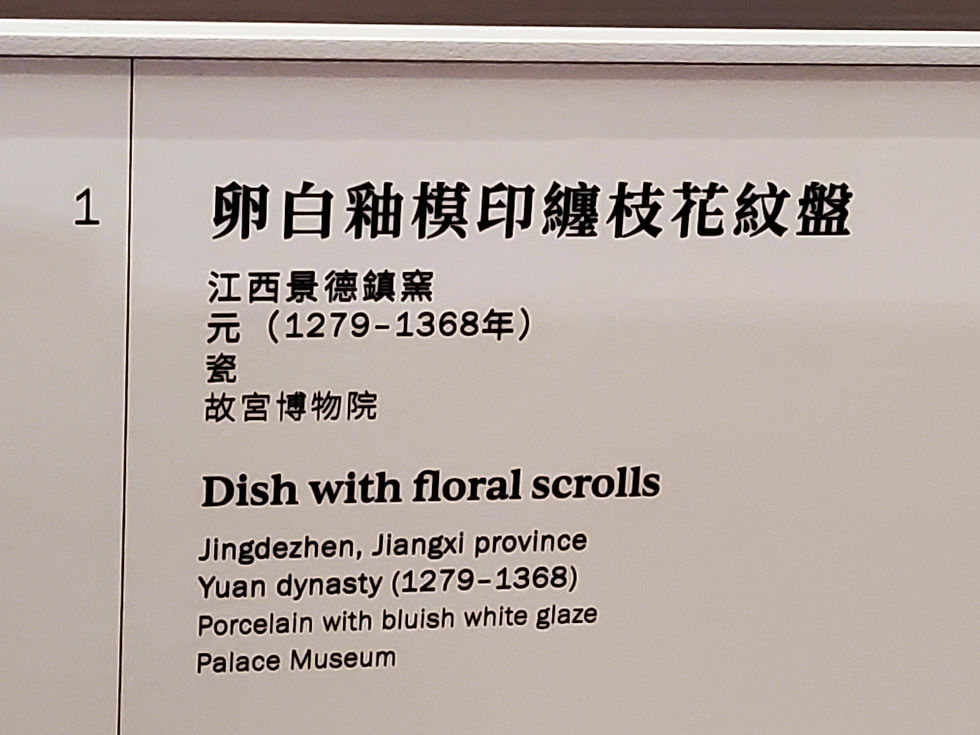 1
卵白釉模印纏枝花紋盤
江西景德鎮窯
元（1279–1368年）
瓷
故宮博物院
Dish with floral scrolls
Jingdezhen, Jiangxi province
Yuan dynasty (1279–1368)
Porcelain with bluish white glaze
Palace Museum